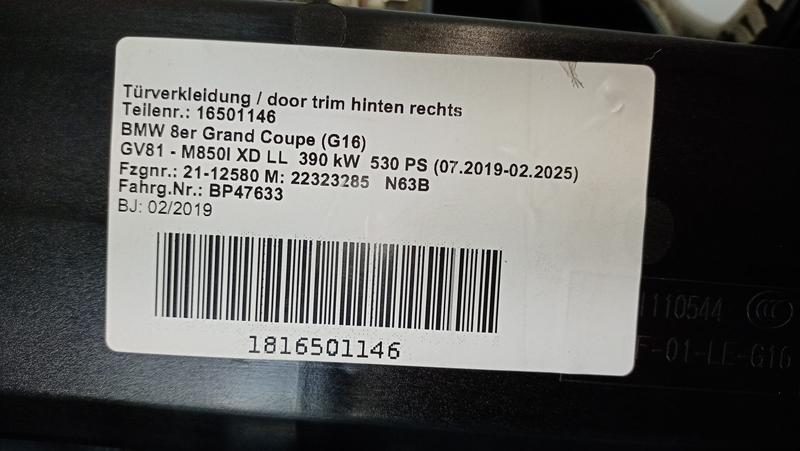 Türverkleidung / door trim hinten rechts
Teilenr.: 16501146
BMW 8er Grand Coupe (G16)
GV81 - M850I XD LL 390 kW 530 PS (07.2019-02.2025)
Fzgnr.: 21-12580 M: 22323285 N63B
Fahrg.Nr.: BP47633
BJ: 02/2019
1816501146
1110544
-01-LE-G16